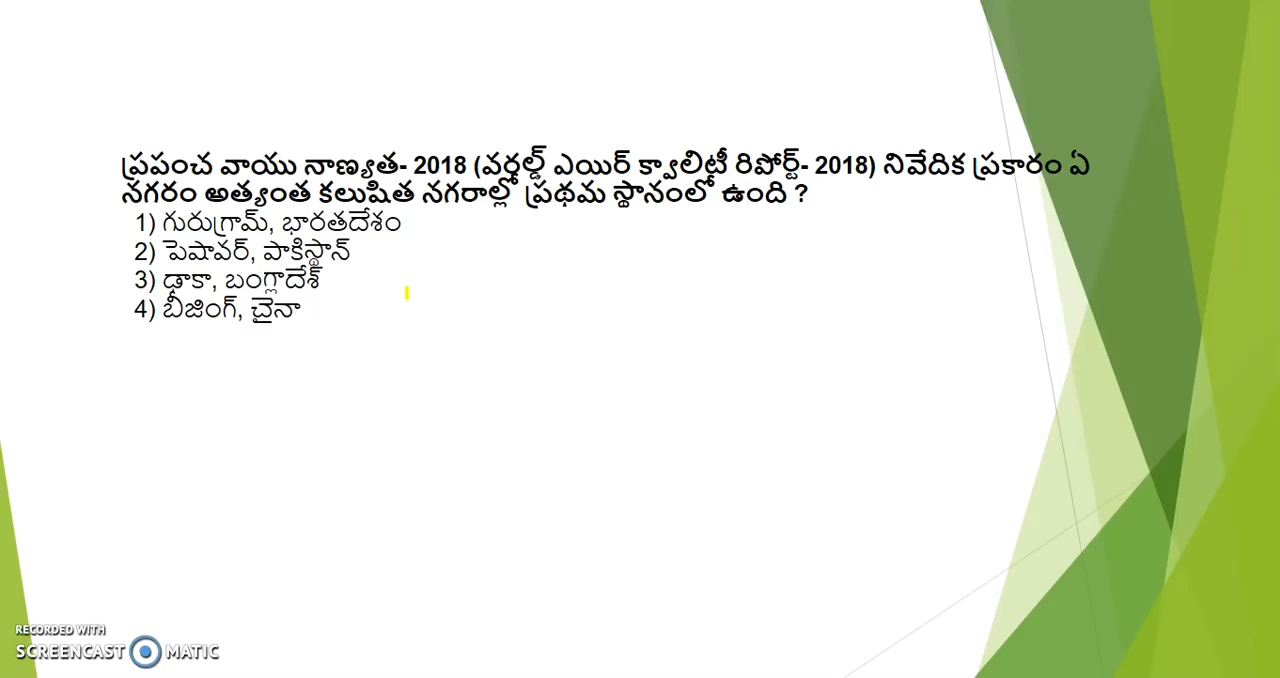 ప్రపంచ వాయు నాణ్యత- 2018 (వరల్డ్ ఎయిర్ క్వాలిటీ రిపోర్ట్- 2018) నివేదిక ప్రకారం ఏ
నగరం అత్యంత కలుషిత నగరాల్లో ప్రథమ స్థానంలో ఉంది ?
1) గురుగ్రామ్, భారతదేశం
2) పెషావర్, పాకిస్థాన్
3) ఢాకా, బంగ్లాదేశ్
4) బీజింగ్, చైనా
RECORDED WITH
SCREENCAST MATIC